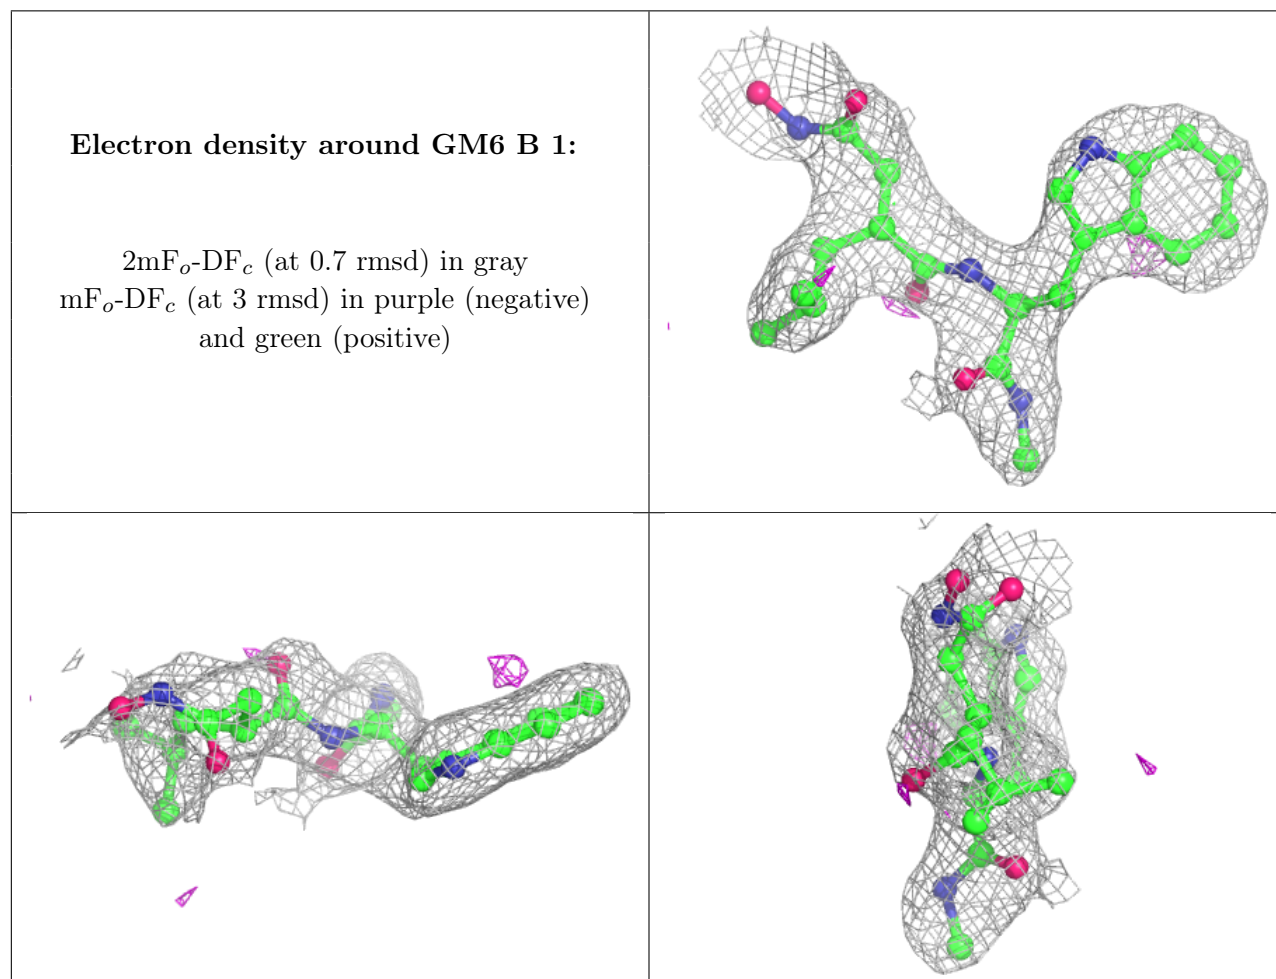 Electron density around GM6 B 1:
2mFₒ-DF𝒸 (at 0.7 rmsd) in gray
mFₒ-DF𝒸 (at 3 rmsd) in purple (negative)
and green (positive)